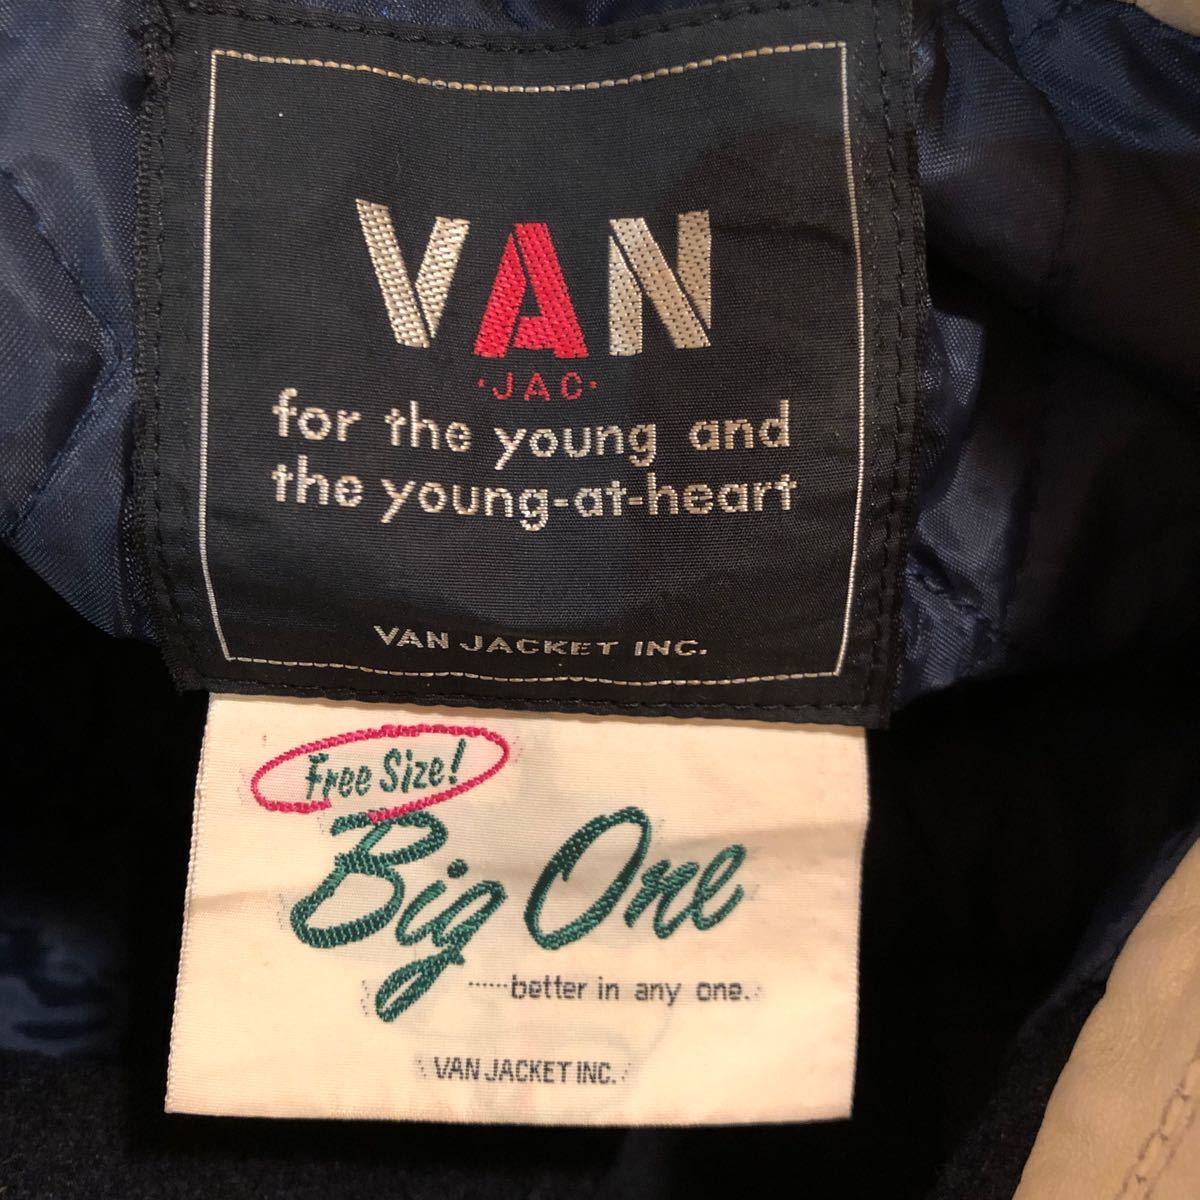 VAN
·JAC·
for the young and
the young-at-heart
VAN JACKET INC.
Free Size!
Big One
......better in any one.
VAN JACKET INC.